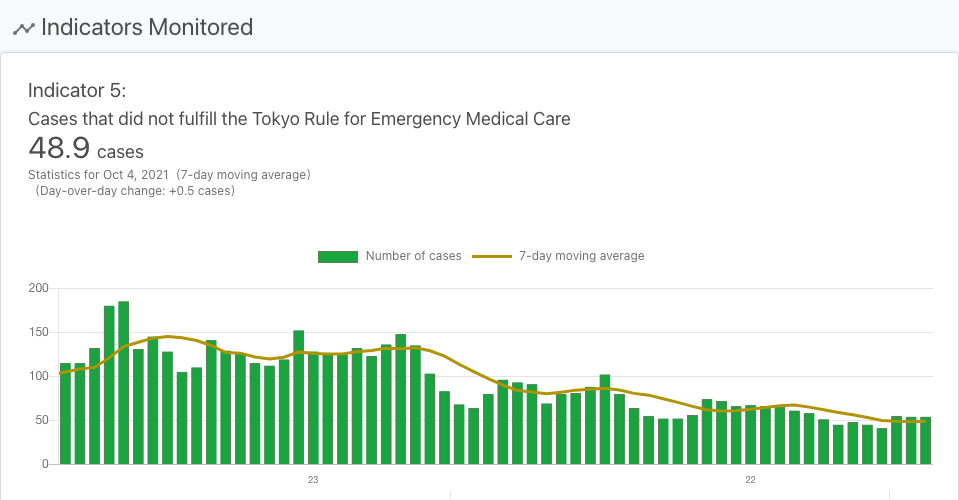 Indicators Monitored
Indicator 5:
Cases that did not fulfill the Tokyo Rule for Emergency Medical Care
48.9 cases
Statistics for Oct 4, 2021 (7-day moving average)
(Day-over-day change: +0.5 cases)
Number of cases 7-day moving average
200
150
100
50
0
23 22